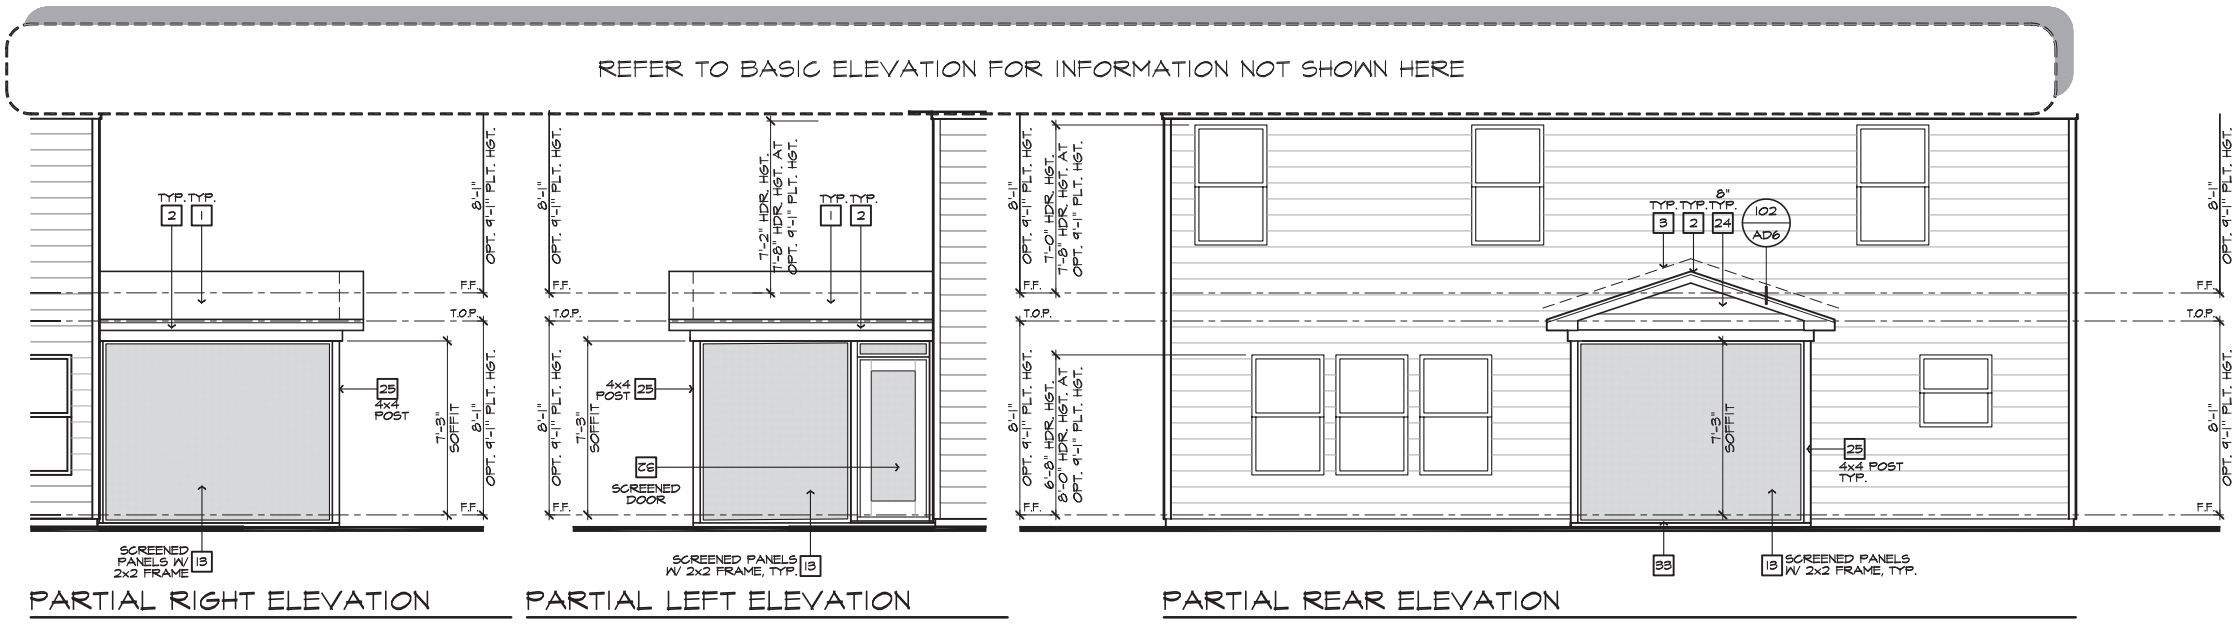 REFER TO BASIC ELEVATION FOR INFORMATION NOT SHOWN HERE
TYP. TYP.
2 1
8'-1"
OPT. 9'-1" PLT. HGT.
F.F.
T.O.P.
25
4x4
POST
7'-3"
SOFFIT
8'-1"
OPT. 9'-1" PLT. HGT.
F.F.
SCREENED
PANELS W/
2x2 FRAME
13
PARTIAL RIGHT ELEVATION
8'-1"
OPT. 9'-1" PLT. HGT.
7'-2" HDR. HGT.
7'-8" HDR. HGT. AT
OPT. 9'-1" PLT. HGT.
TYP. TYP.
1 2
F.F.
T.O.P.
8'-1"
OPT. 9'-1" PLT. HGT.
7'-3"
SOFFIT
4x4
POST
25
32
SCREENED
DOOR
F.F.
SCREENED PANELS
W/ 2x2 FRAME, TYP.
13
PARTIAL LEFT ELEVATION
8'-1"
OPT. 9'-1" PLT. HGT.
7'-0" HDR. HGT.
7'-8" HDR. HGT. AT
OPT. 9'-1" PLT. HGT.
F.F.
T.O.P.
8"
TYP. TYP. TYP.
3 2 24
102
AD6
8'-1"
OPT. 9'-1" PLT. HGT.
6'-8" HDR. HGT.
8'-0" HDR. HGT. AT
OPT. 9'-1" PLT. HGT.
F.F.
7'-3"
SOFFIT
25
4x4 POST
TYP.
33
13
SCREENED PANELS
W/ 2x2 FRAME, TYP.
8'-1"
OPT. 9'-1" PLT. HGT.
F.F.
T.O.P.
8'-1"
OPT. 9'-1" PLT. HGT.
F.F.
PARTIAL REAR ELEVATION